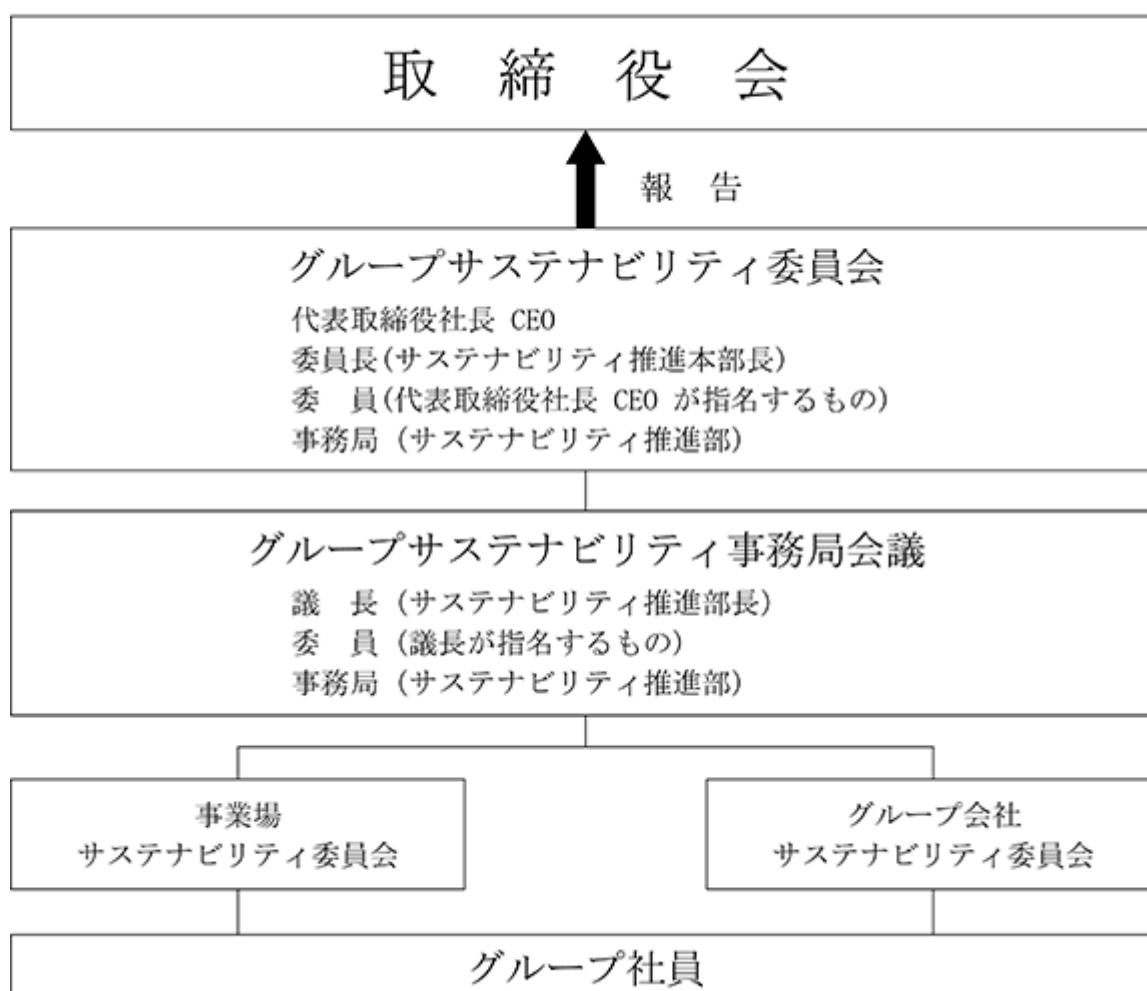 取　締　役　会
報　告
グループサステナビリティ委員会
代表取締役社長 CEO
委員長(サステナビリティ推進本部長)
委　員(代表取締役社長 CEO が指名するもの)
事務局 (サステナビリティ推進部)
グループサステナビリティ事務局会議
議　長 (サステナビリティ推進部長)
委　員 (議長が指名するもの)
事務局 (サステナビリティ推進部)
事業場
サステナビリティ委員会
グループ会社
サステナビリティ委員会
グループ社員